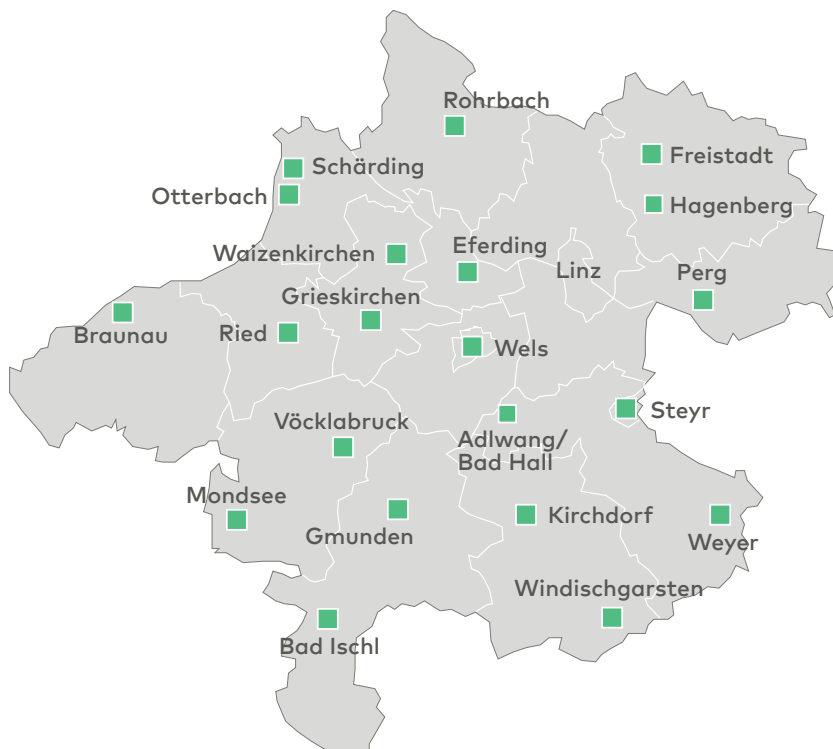 Rohrbach
Freistadt
Schärding
Otterbach
Hagenberg
Waizenkirchen
Eferding
Linz
Perg
Grieskirchen
Braunau
Ried
Wels
Vöcklabruck
Steyr
Adlwang/
Bad Hall
Mondsee
Gmunden
Kirchdorf
Weyer
Windischgarsten
Bad Ischl